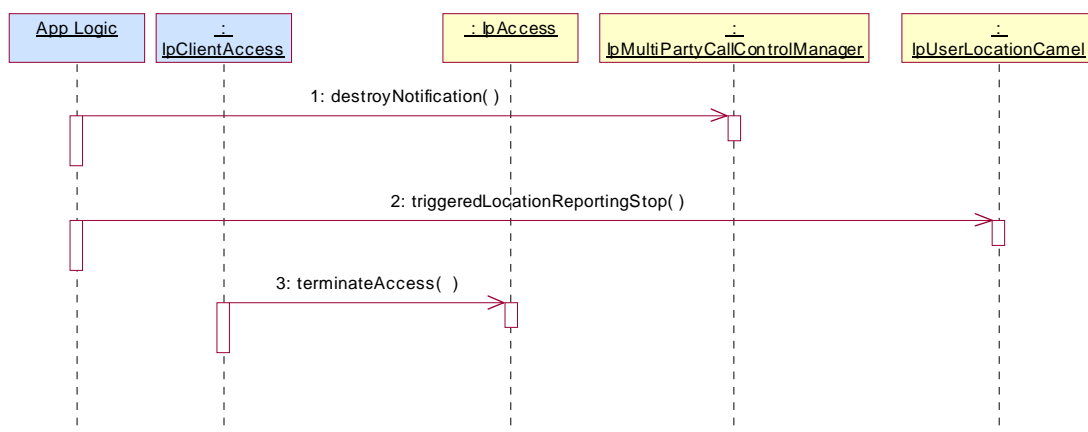 App Logic
:
IpClientAccess
: IpAccess
:
IpMultiPartyCallControlManager
:
IpUserLocationCamel
1: destroyNotification( )
2: triggeredLocationReportingStop( )
3: terminateAccess(  )